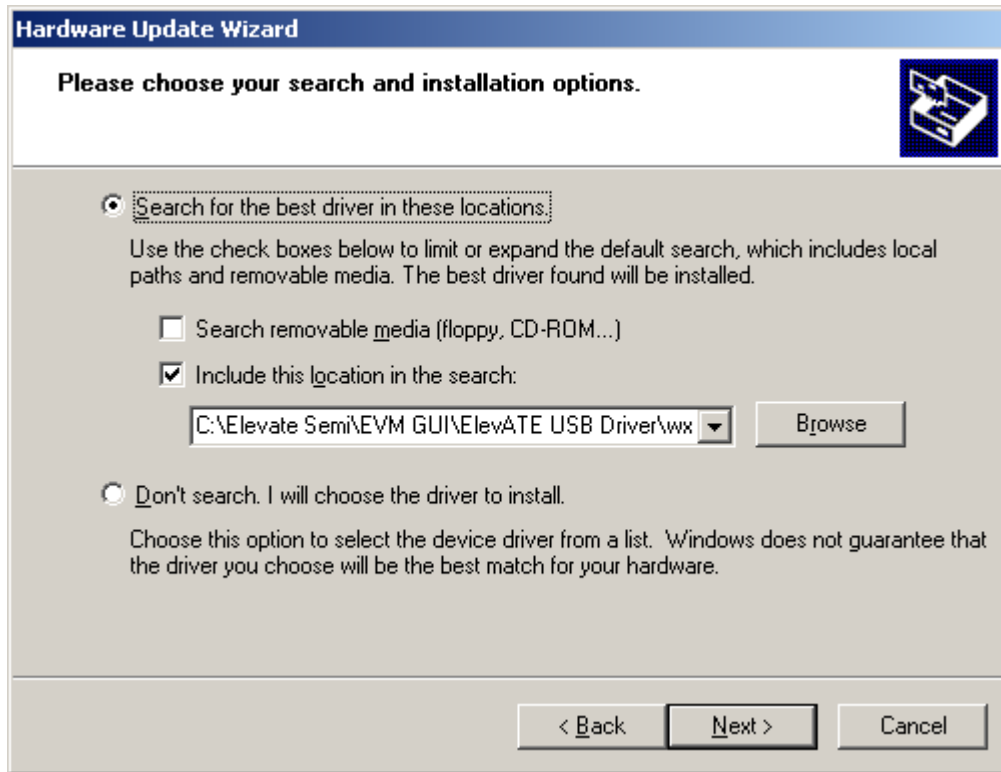 Hardware Update Wizard
Please choose your search and installation options.
Search for the best driver in these locations.
Use the check boxes below to limit or expand the default search, which includes local
paths and removable media. The best driver found will be installed.
Search removable media (floppy, CD-ROM...)
Include this location in the search:
C:\Elevate Semi\EVM GUI\ElevATE USB Driver\wx
Browse
Don't search. I will choose the driver to install.
Choose this option to select the device driver from a list.  Windows does not guarantee that
the driver you choose will be the best match for your hardware.
< Back
Next >
Cancel